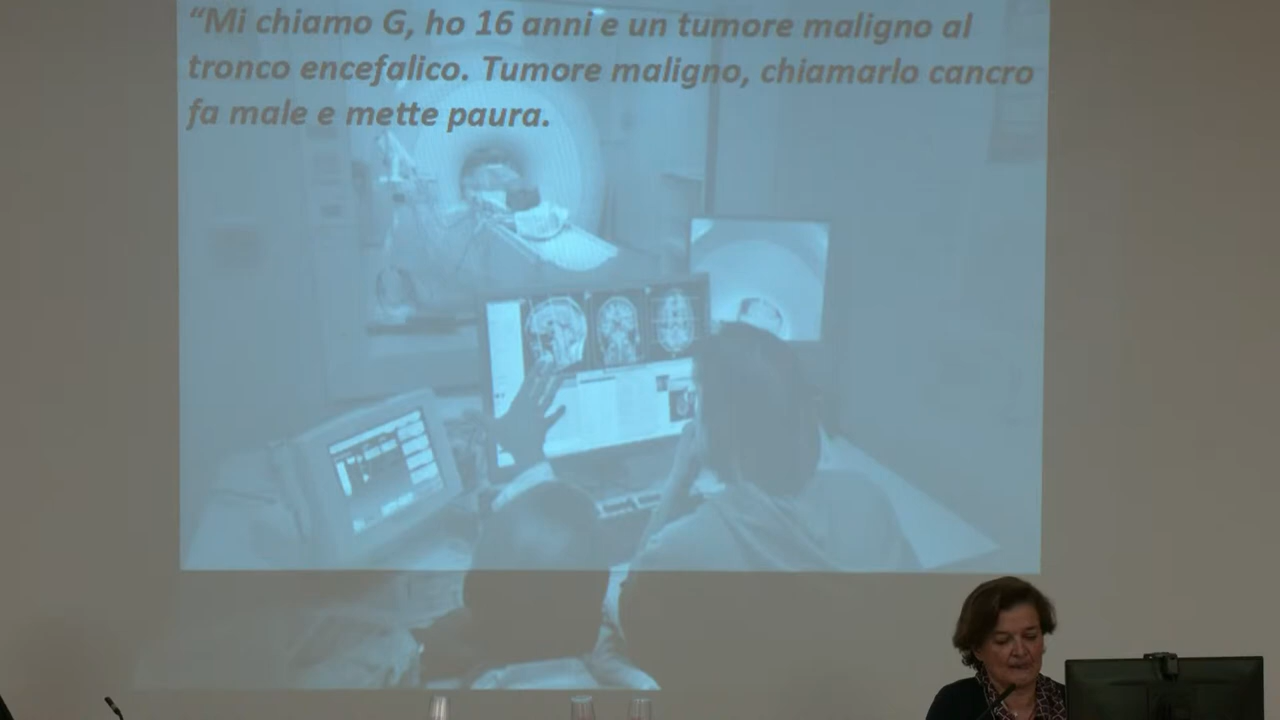 “Mi chiamo G, ho 16 anni e un tumore maligno al
tronco encefalico. Tumore maligno, chiamarlo cancro
fa male e mette paura.